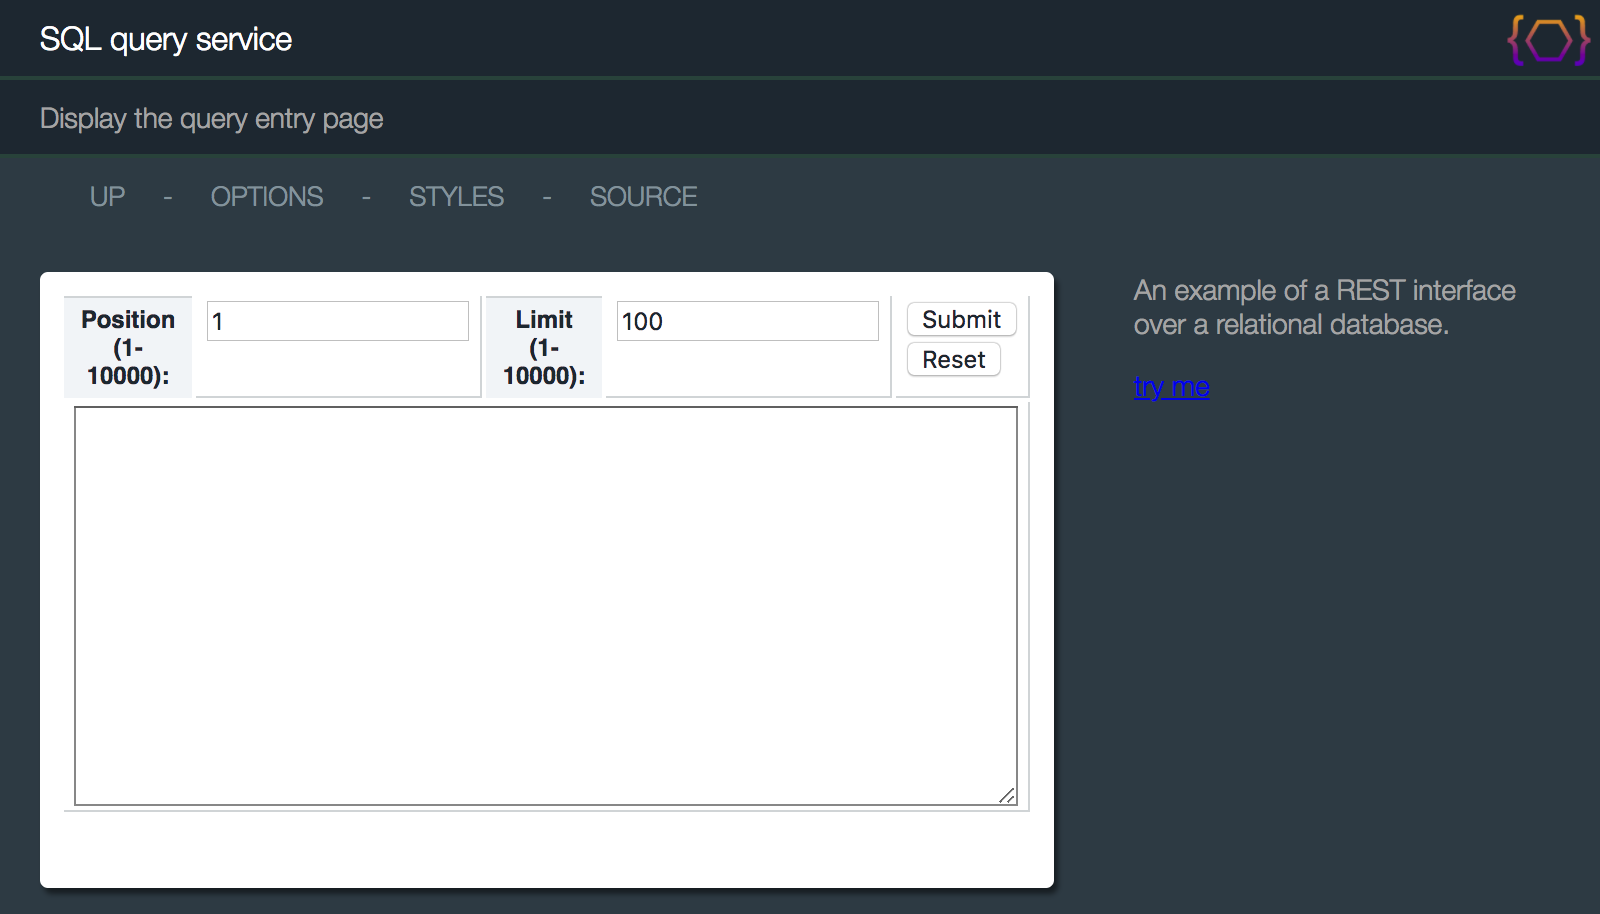 SQL query service
Display the query entry page
UP - OPTIONS - STYLES - SOURCE
Position
(1-
10000):
1
Limit
(1-
10000):
100
Submit
Reset
An example of a REST interface
over a relational database.
try me